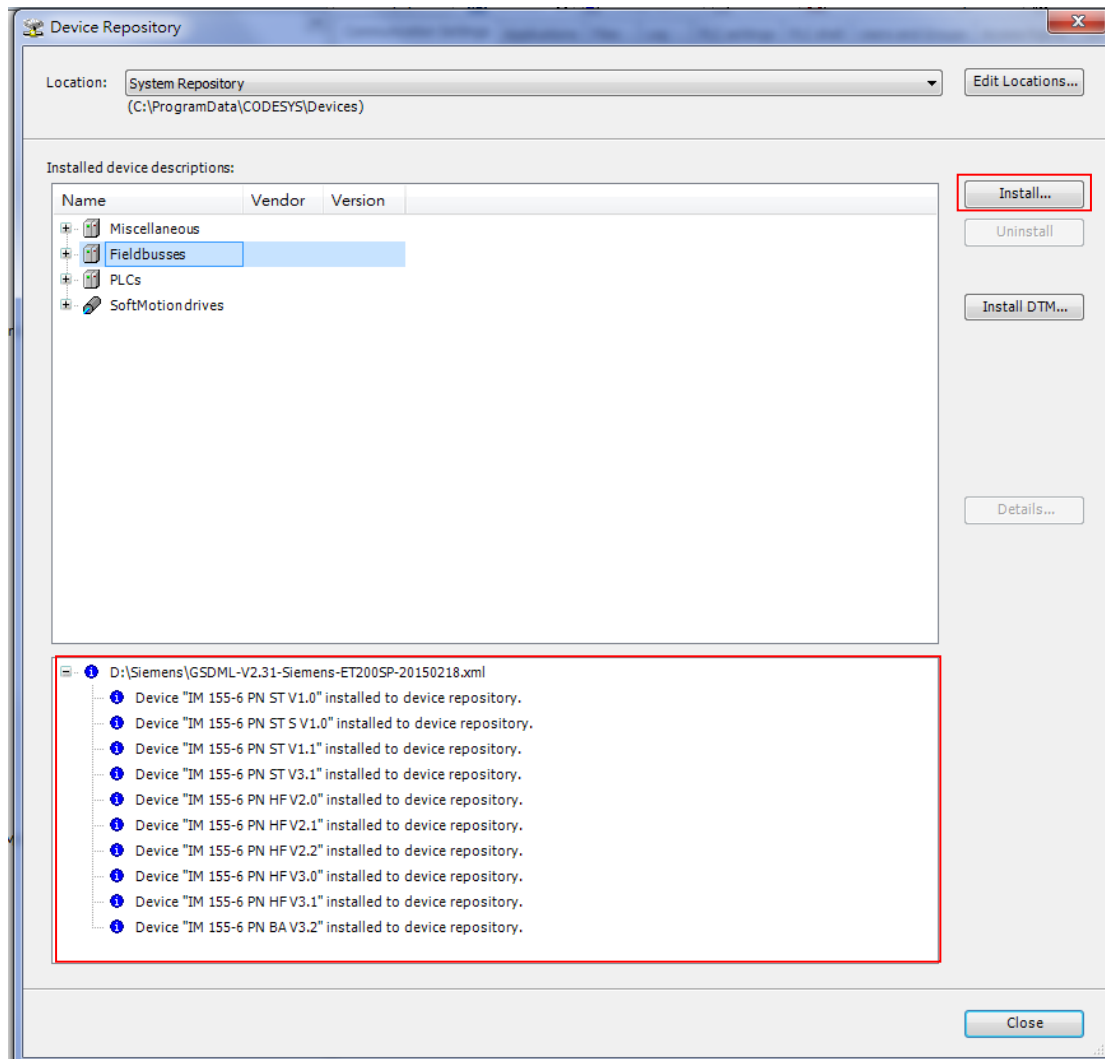 Device Repository
Location:
System Repository
Edit Locations...
(C:\ProgramData\CODESYS\Devices)
Installed device descriptions:
Name Vendor Version
Install...
Miscellaneous
Uninstall
Fieldbusses
PLCs
SoftMotion drives
Install DTM...
Details...
D:\Siemens\GSDML-V2.31-Siemens-ET200SP-20150218.xml
Device "IM 155-6 PN ST V1.0" installed to device repository.
Device "IM 155-6 PN ST S V1.0" installed to device repository.
Device "IM 155-6 PN ST V1.1" installed to device repository.
Device "IM 155-6 PN ST V3.1" installed to device repository.
Device "IM 155-6 PN HF V2.0" installed to device repository.
Device "IM 155-6 PN HF V2.1" installed to device repository.
Device "IM 155-6 PN HF V2.2" installed to device repository.
Device "IM 155-6 PN HF V3.0" installed to device repository.
Device "IM 155-6 PN HF V3.1" installed to device repository.
Device "IM 155-6 PN BA V3.2" installed to device repository.
Close